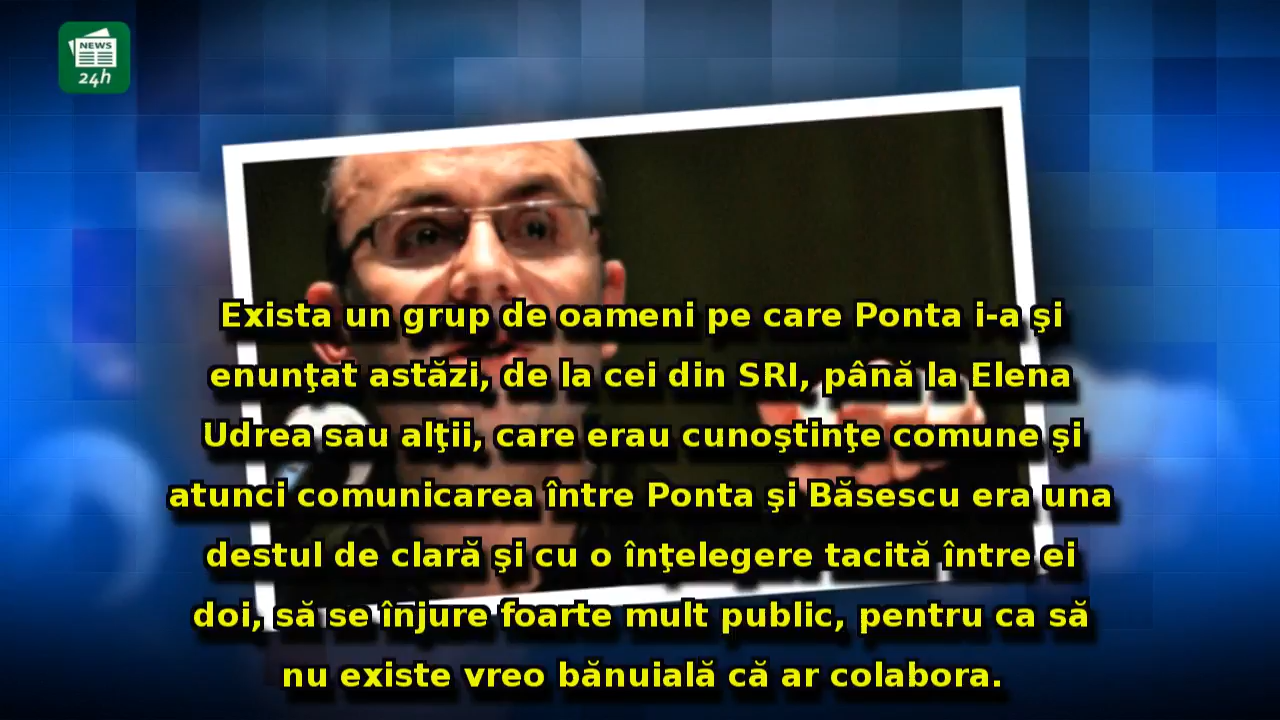 NEWS
24h
Exista un grup de oameni pe care Ponta i-a şi
enunţat astăzi, de la cei din SRI, până la Elena
Udrea sau alţii, care erau cunoştinţe comune şi
atunci comunicarea între Ponta şi Băsescu era una
destul de clară şi cu o înţelegere tacită între ei
doi, să se înjure foarte mult public, pentru ca să
nu existe vreo bănuială că ar colabora.